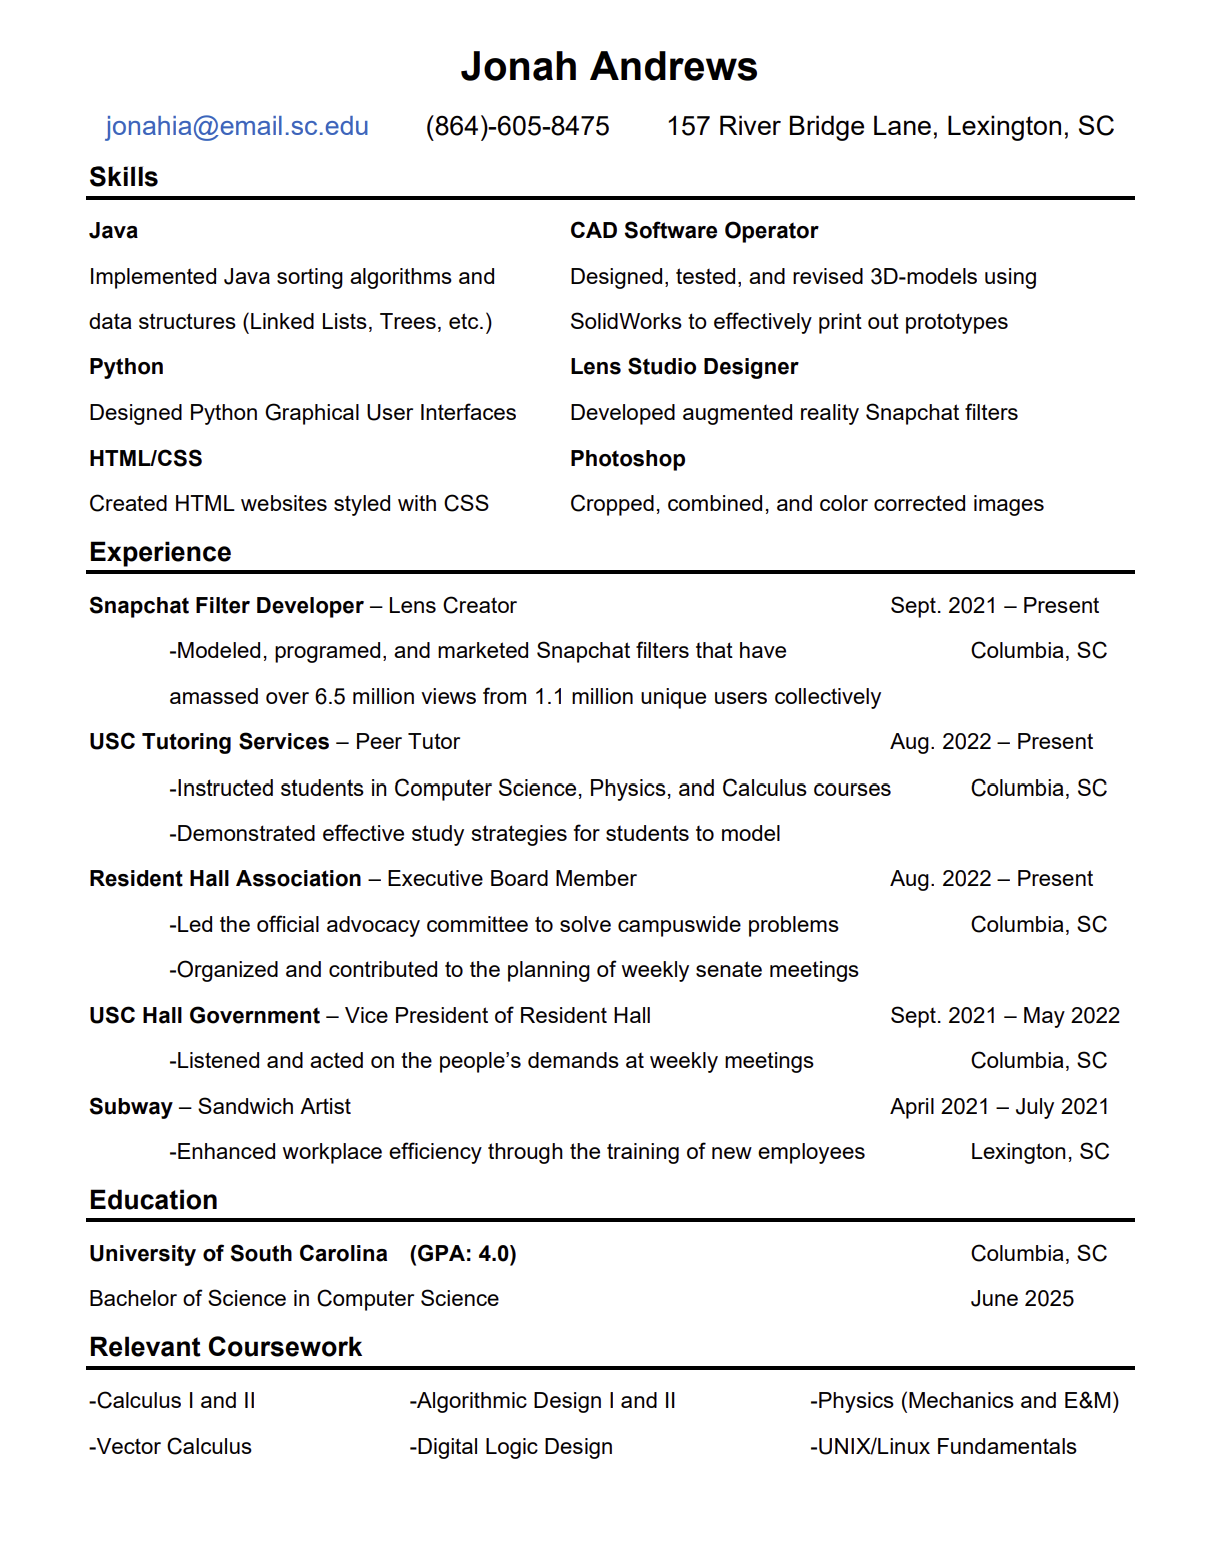 Jonah Andrews
jonahia@email.sc.edu (864)-605-8475 157 River Bridge Lane, Lexington, SC
Skills
Java
Implemented Java sorting algorithms and
data structures (Linked Lists, Trees, etc.)
Python
Designed Python Graphical User Interfaces
HTML/CSS
Created HTML websites styled with CSS
CAD Software Operator
Designed, tested, and revised 3D-models using
SolidWorks to effectively print out prototypes
Lens Studio Designer
Developed augmented reality Snapchat filters
Photoshop
Cropped, combined, and color corrected images
Experience
Snapchat Filter Developer – Lens Creator Sept. 2021 – Present
-Modeled, programed, and marketed Snapchat filters that have Columbia, SC
amassed over 6.5 million views from 1.1 million unique users collectively
USC Tutoring Services – Peer Tutor Aug. 2022 – Present
-Instructed students in Computer Science, Physics, and Calculus courses Columbia, SC
-Demonstrated effective study strategies for students to model
Resident Hall Association – Executive Board Member Aug. 2022 – Present
-Led the official advocacy committee to solve campuswide problems Columbia, SC
-Organized and contributed to the planning of weekly senate meetings
USC Hall Government – Vice President of Resident Hall Sept. 2021 – May 2022
-Listened and acted on the people’s demands at weekly meetings Columbia, SC
Subway – Sandwich Artist April 2021 – July 2021
-Enhanced workplace efficiency through the training of new employees Lexington, SC
Education
University of South Carolina (GPA: 4.0) Columbia, SC
Bachelor of Science in Computer Science June 2025
Relevant Coursework
-Calculus I and II -Algorithmic Design I and II -Physics (Mechanics and E&M)
-Vector Calculus -Digital Logic Design -UNIX/Linux Fundamentals